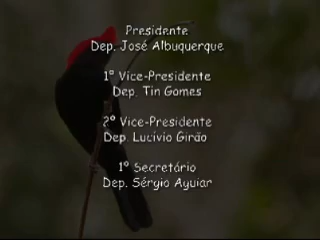 Presidente
Dep. José Albuquerque
1º Vice-Presidente
Dep. Tin Gomes
2º Vice-Presidente
Dep. Lucívio Girão
1º Secretário
Dep. Sérgio Aguiar